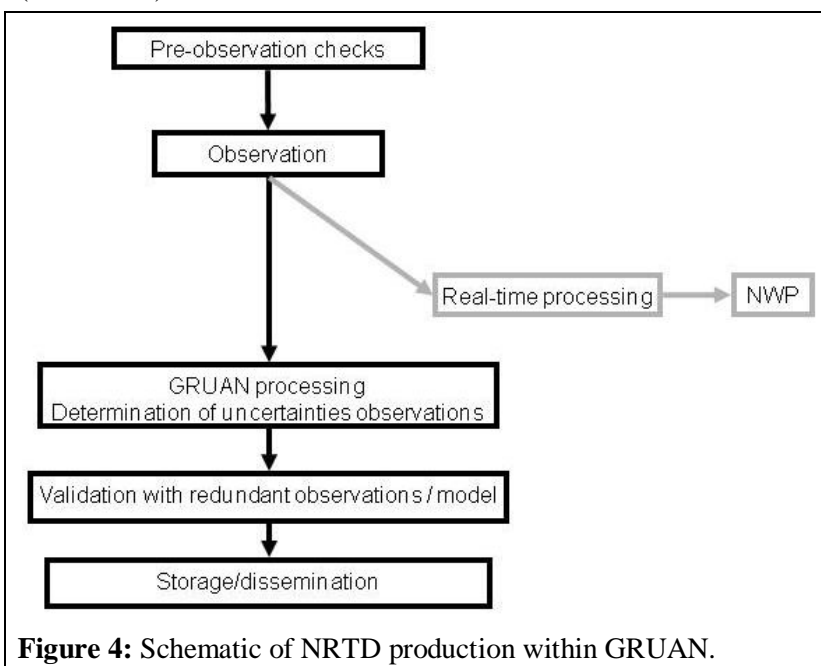 Pre-observation checks
Observation
Real-time processing
NWP
GRUAN processing
Determination of uncertainties observations
Validation with redundant observations / model
Storage/dissemination
Figure 4: Schematic of NRTD production within GRUAN.